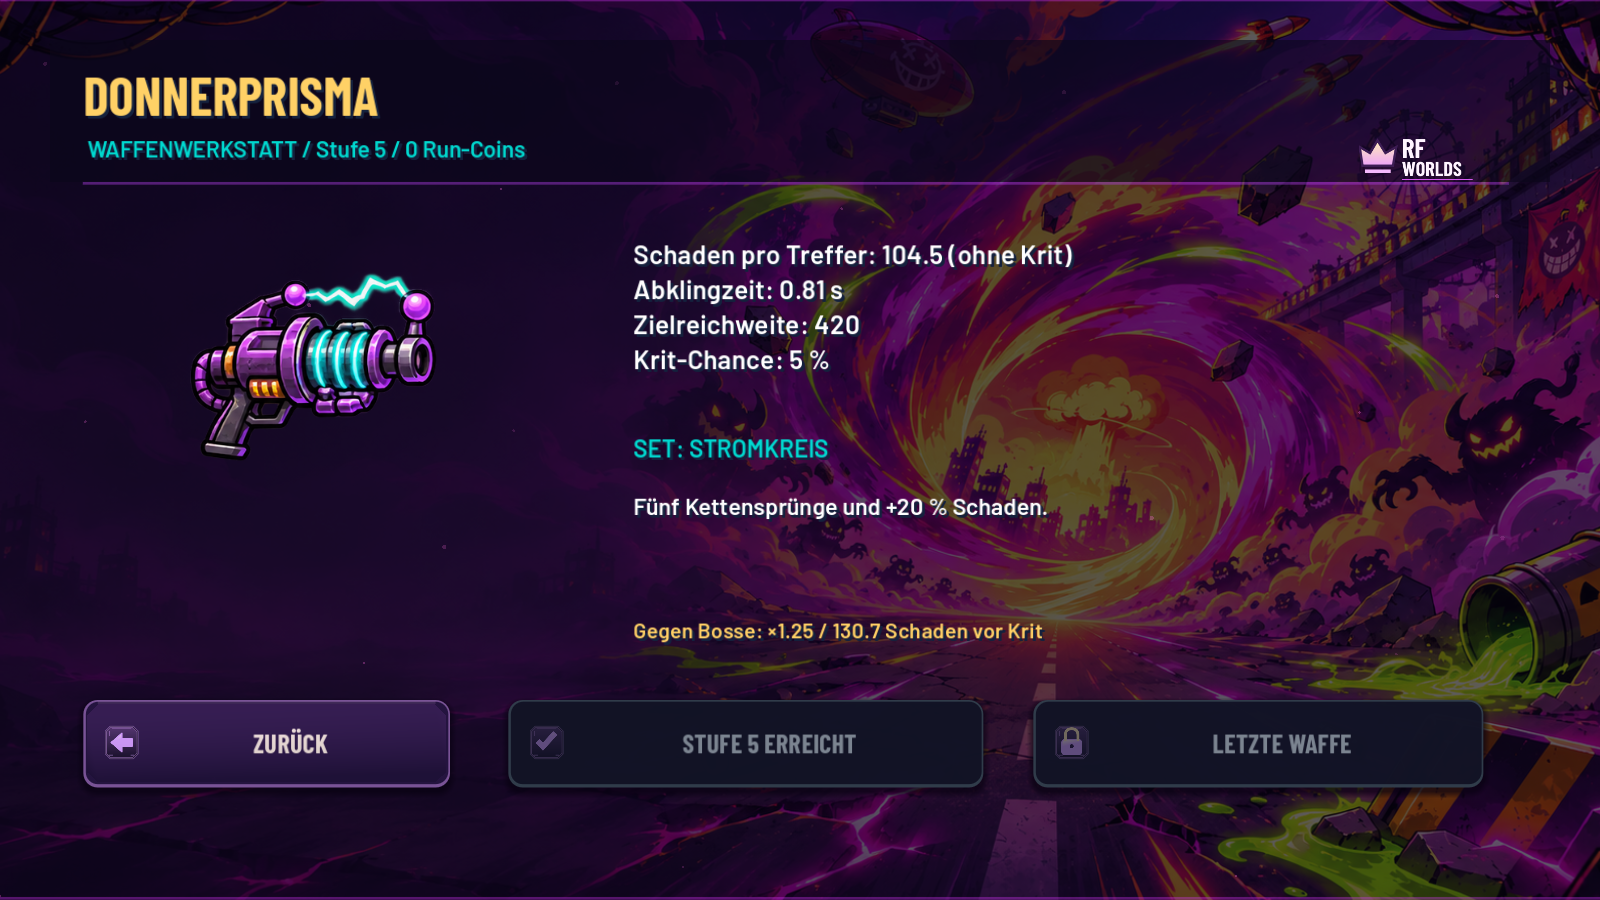 DONNERPRISMA
WAFFENWERKSTATT / Stufe 5 / 0 Run-Coins
RF
WORLDS
Schaden pro Treffer: 104.5 (ohne Krit)
Abklingzeit: 0.81 s
Zielreichweite: 420
Krit-Chance: 5 %
SET: STROMKREIS
Fünf Kettensprünge und +20 % Schaden.
Gegen Bosse: ×1.25 / 130.7 Schaden vor Krit
ZURÜCK
STUFE 5 ERREICHT
LETZTE WAFFE